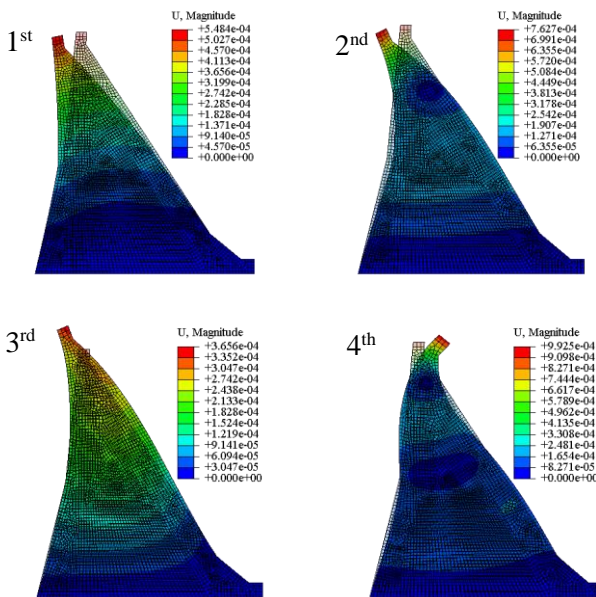 1st
U, Magnitude
+5.484e-04
+5.027e-04
+4.570e-04
+4.113e-04
+3.656e-04
+3.199e-04
+2.742e-04
+2.285e-04
+1.828e-04
+1.371e-04
+9.140e-05
+4.570e-05
+0.000e+00
2nd
U, Magnitude
+7.627e-04
+6.991e-04
+6.355e-04
+5.720e-04
+5.084e-04
+4.449e-04
+3.813e-04
+3.178e-04
+2.542e-04
+1.907e-04
+1.271e-04
+6.355e-05
+0.000e+00
3rd
U, Magnitude
+3.656e-04
+3.352e-04
+3.047e-04
+2.742e-04
+2.438e-04
+2.133e-04
+1.828e-04
+1.524e-04
+1.219e-04
+9.141e-05
+6.094e-05
+3.047e-05
+0.000e+00
4th
U, Magnitude
+9.925e-04
+9.098e-04
+8.271e-04
+7.444e-04
+6.617e-04
+5.789e-04
+4.962e-04
+4.135e-04
+3.308e-04
+2.481e-04
+1.654e-04
+8.271e-05
+0.000e+00